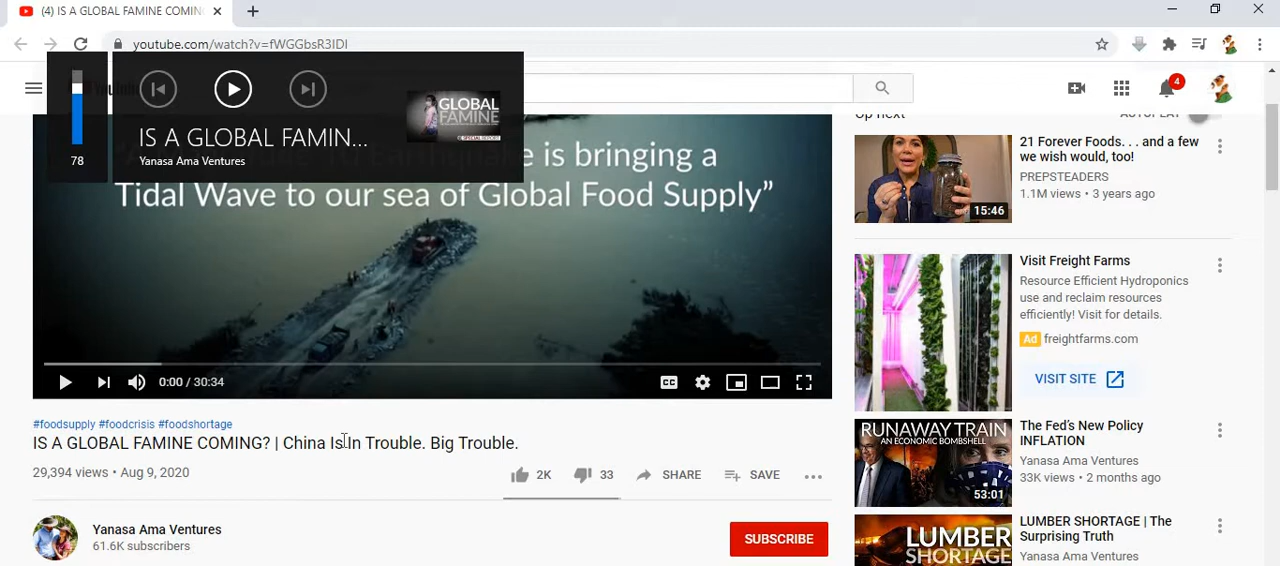 (4) IS A GLOBAL FAMINE COMING
youtube.com/watch?v=fWGGbsR3IDI
4
78
IS A GLOBAL FAMIN...
Yanasa Ama Ventures
GLOBAL
FAMINE
Up next
AUTOPLAY
is bringing a
Tidal Wave to our sea of Global Food Supply”
0:00 / 30:34
CC
#foodsupply #foodcrisis #foodshortage
IS A GLOBAL FAMINE COMING? | China Is In Trouble. Big Trouble.
29,394 views • Aug 9, 2020
2K
33
SHARE
SAVE
Yanasa Ama Ventures
61.6K subscribers
SUBSCRIBE
15:46
21 Forever Foods. . . and a few
we wish would, too!
PREPSTEADERS
1.1M views • 3 years ago
Visit Freight Farms
Resource Efficient Hydroponics
use and reclaim resources
efficiently! Visit for details.
Ad freightfarms.com
VISIT SITE
RUNAWAY TRAIN
AN ECONOMIC BOMBSHELL
53:01
The Fed’s New Policy
INFLATION
Yanasa Ama Ventures
33K views • 2 months ago
LUMBER
SHORTAGE
LUMBER SHORTAGE | The
Surprising Truth
Yanasa Ama Ventures